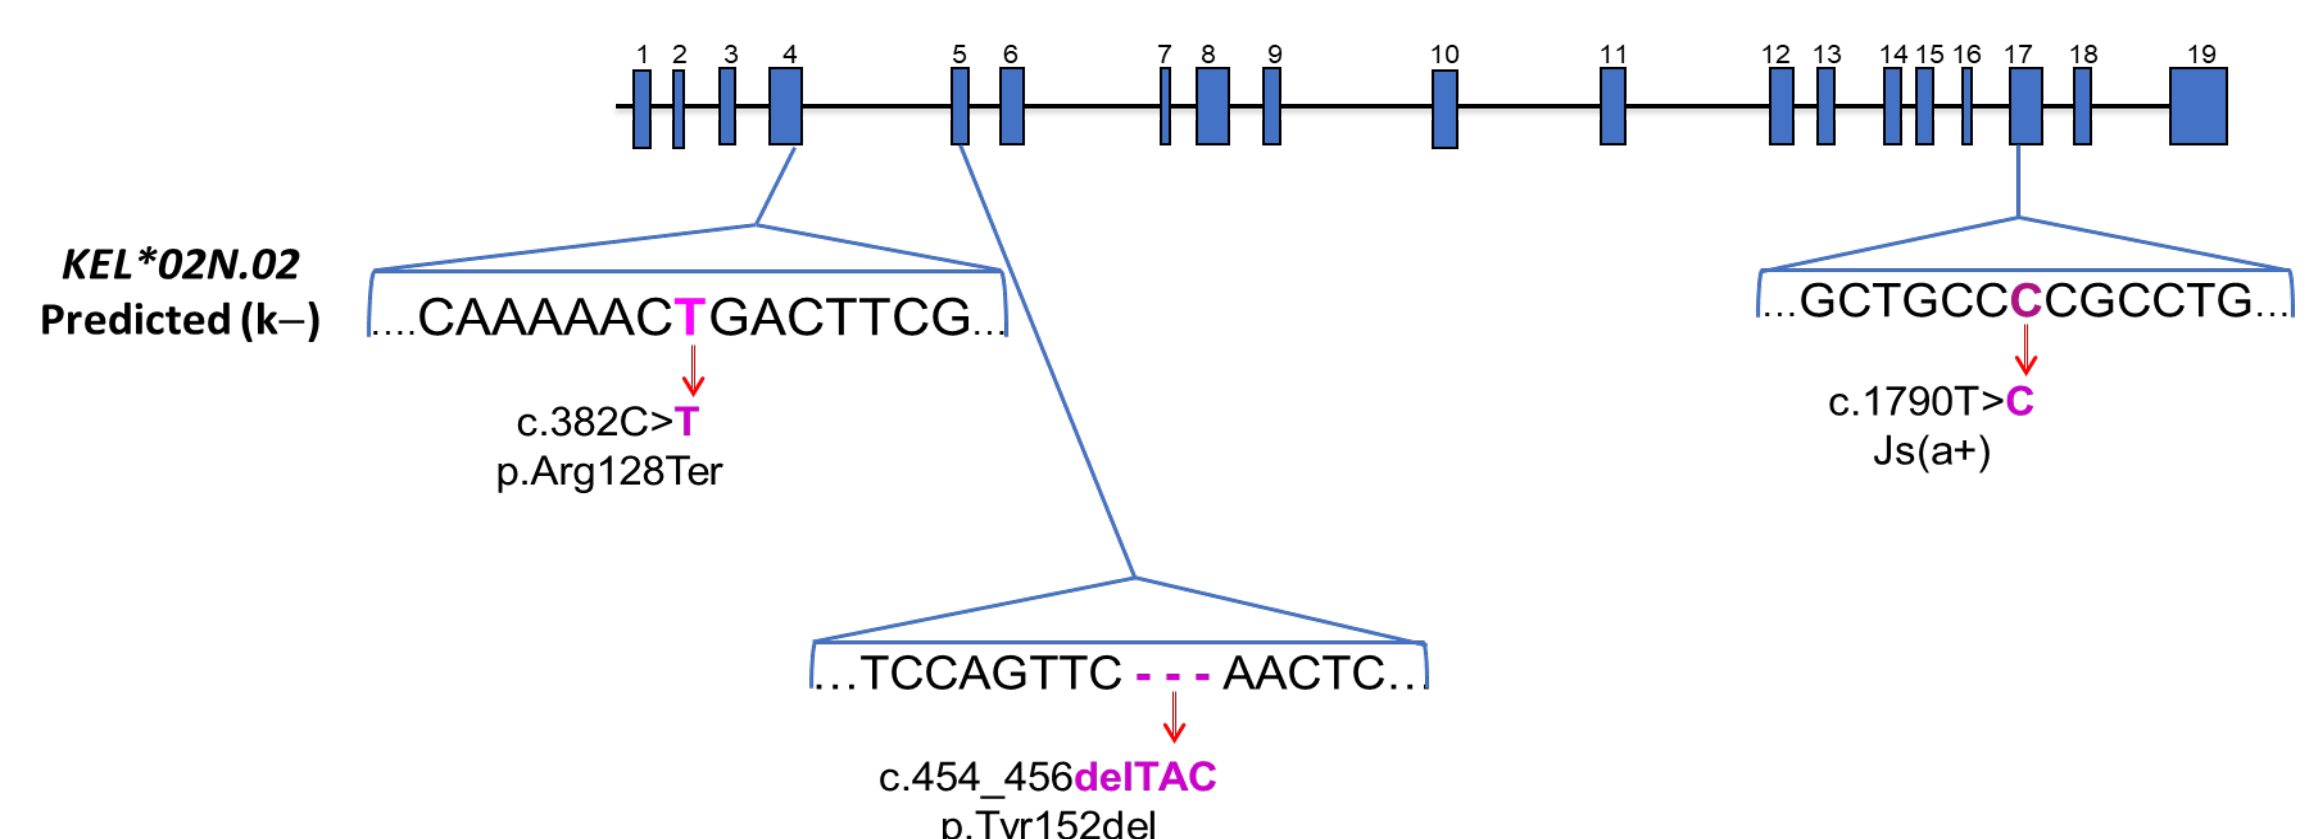 1 2 3 4 5 6 7 8 9 10 11 12 13 14 15 16 17 18 19
KEL*02N.02
Predicted (k–)
....CAAAAACTGACTTCG...
c.382C>T
p.Arg128Ter
...GCTGCCCCGCCTG...
c.1790T>C
Js(a+)
...TCCAGTTC - - - AACTC...
c.454_456delTAC
p.Tyr152del